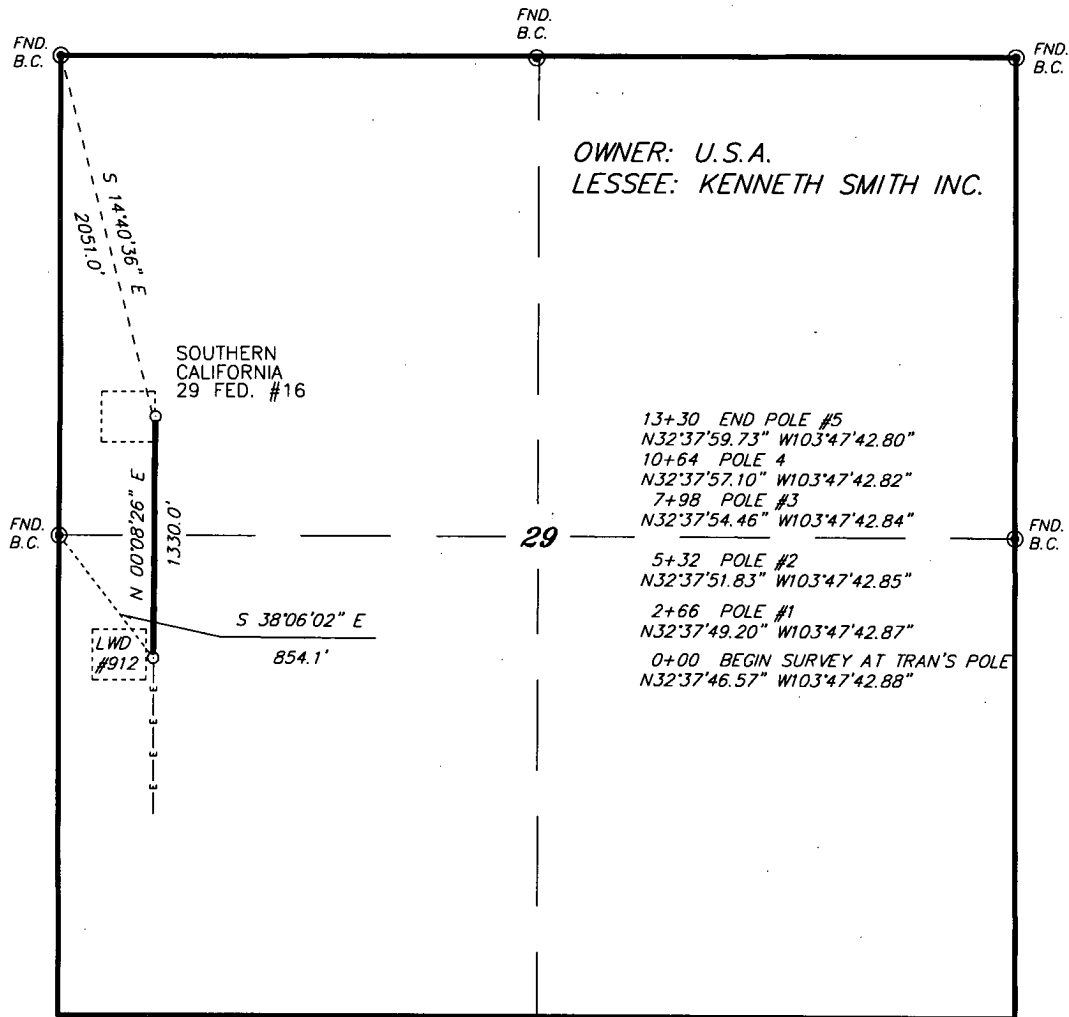 FND.
B.C.
FND.
B.C.
FND.
B.C.
OWNER: U.S.A.
LESSEE: KENNETH SMITH INC.
S 14°40'36" E
2051.0'
SOUTHERN
CALIFORNIA
29 FED. #16
N 00°08'26" E
1330.0'
13+30 END POLE #5
N32°37'59.73" W103°47'42.80"
10+64 POLE 4
N32°37'57.10" W103°47'42.82"
7+98 POLE #3
N32°37'54.46" W103°47'42.84"
FND.
B.C.
29
FND.
B.C.
5+32 POLE #2
N32°37'51.83" W103°47'42.85"
2+66 POLE #1
N32°37'49.20" W103°47'42.87"
0+00 BEGIN SURVEY AT TRAN'S POLE
N32°37'46.57" W103°47'42.88"
S 38°06'02" E
854.1'
LWD
#912
E
E
E